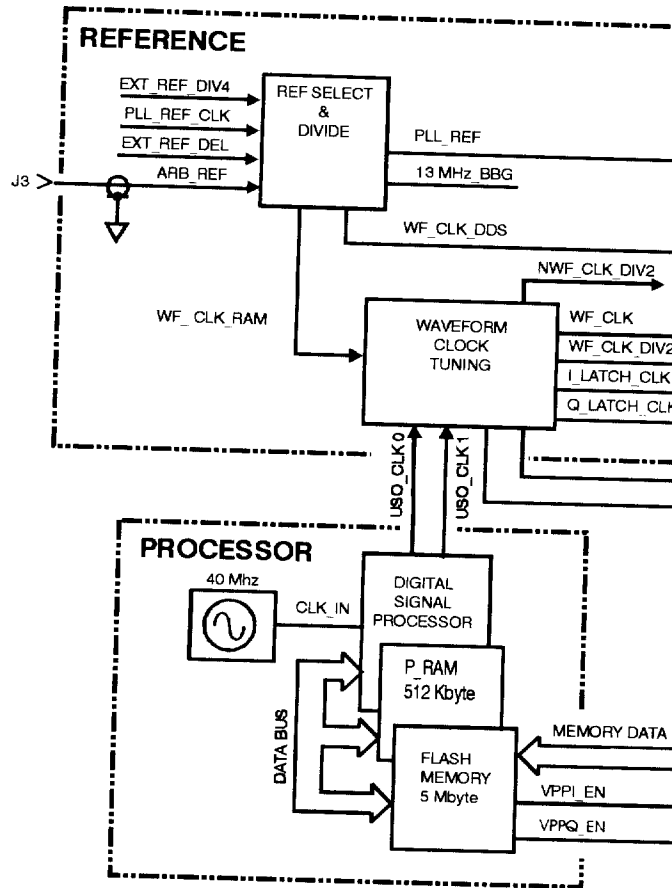 REFERENCE
EXT_REF_DIV4
PLL_REF_CLK
EXT_REF_DEL
J3
ARB_REF
REF SELECT
&
DIVIDE
PLL_REF
13 MHz_BBG
WF_CLK_DDS
NWF_CLK_DIV2
WF_CLK_RAM
WAVEFORM
CLOCK
TUNING
WF_CLK
WF_CLK_DIV2
I_LATCH_CLK
Q_LATCH_CLK
USO_CLK0
USO_CLK1
PROCESSOR
40 Mhz
CLK_IN
DIGITAL
SIGNAL
PROCESSOR
P_RAM
512 Kbyte
DATA BUS
FLASH
MEMORY
5 Mbyte
MEMORY DATA
VPPI_EN
VPPQ_EN